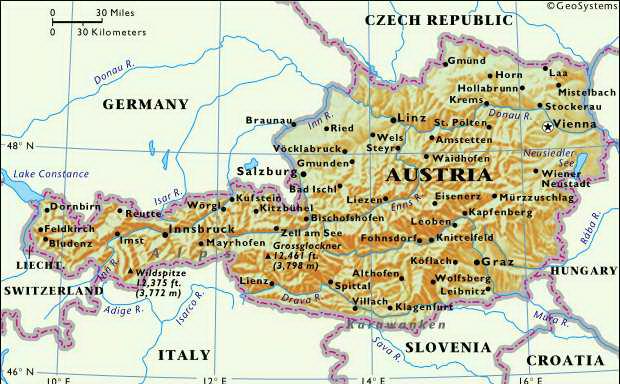 0 30 Miles
0 30 Kilometers
©GeoSystems
CZECH REPUBLIC
Gmünd
Laa
Horn
Danou R.
Hollabrunn
Mistelbach
GERMANY
Krems
Stockerau
Braunau
Inn R.
Linz
St. Pölten
Danou R.
Vienna
Ried
48°N
Wels
Amstetten
Vöcklabruck
Steyr
Neusiedler
See
48°N
Gmunden
Waidhofen
Salzburg
AUSTRIA
Wiener
Neustadt
Lake Constance
Bad Ischl
Isar R.
Kufstein
Liezen
Enns R.
Eisenerz
Mürzzuschlag
Dornbirn
Reutte
Wörgl
Kitzbühel
Kapfenberg
Bischofshofen
Leoben
Rába R.
Feldkirch
Innsbruck
Zell am See
Bludenz
Imst
Mayrhofen
Grossglockner
12,461 ft.
(3,798 m)
Fohnsdorf
Knittelfeld
Alps
LIECHT.
Inn R.
Wildspitze
12,375 ft.
(3,772 m)
Köflach
Graz
HUNGARY
SWITZERLAND
Lienz
Althofen
Wolfsberg
Spittal
Leibnitz
Drava R.
Adige R.
Isarco R.
Villach
Klagenfurt
Mura R.
Karawanken
Sava R.
ITALY
SLOVENIA
CROATIA
46°N
46°N
10°E
12°E
14°E
16°E